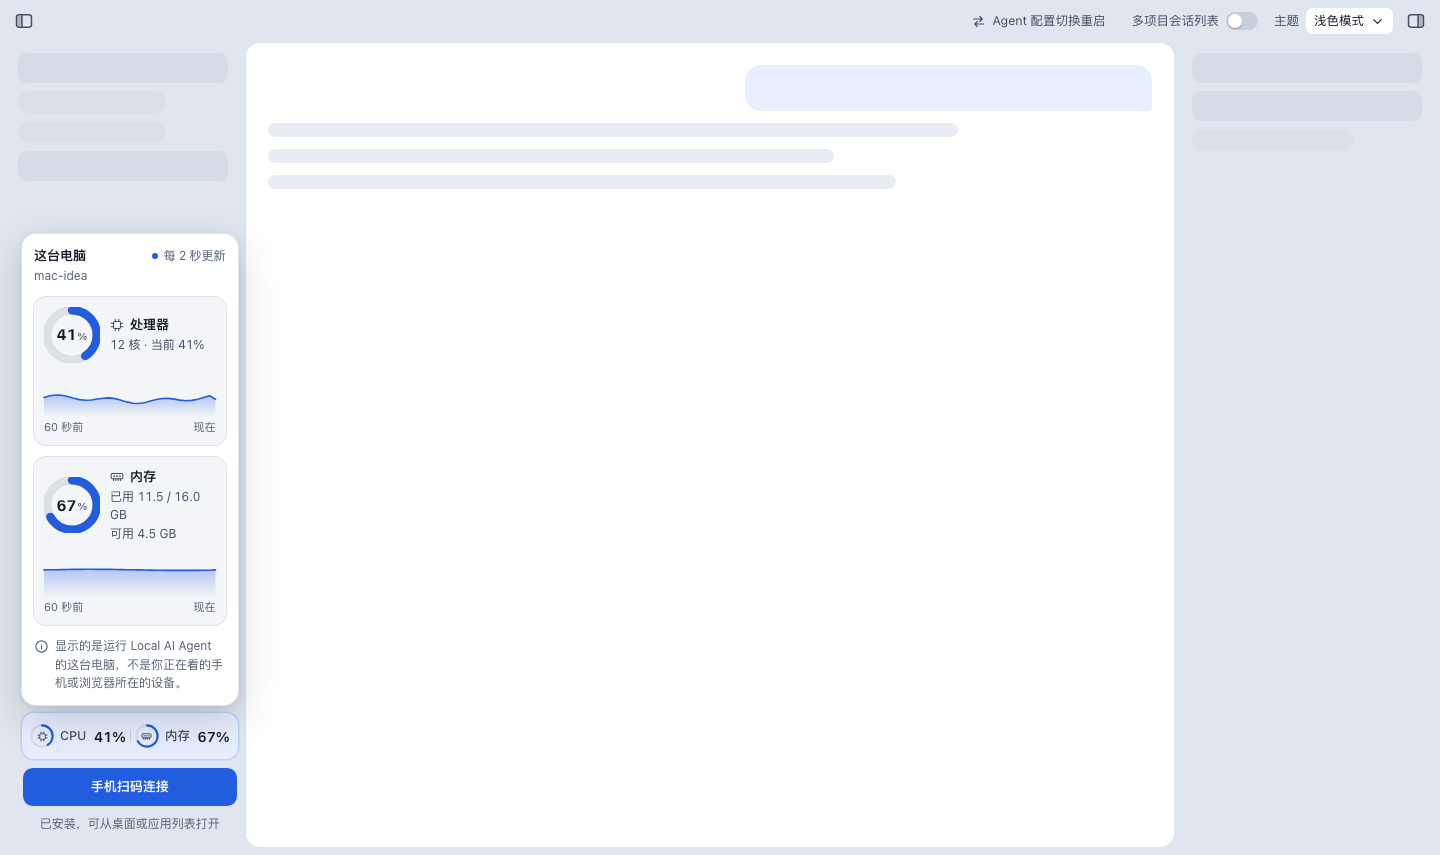 Agent 配置切换重启
多项目会话列表
主题
浅色模式
这台电脑
每 2 秒更新
mac-idea
41%
处理器
12 核 · 当前 41%
60 秒前
现在
67%
内存
已用 11.5 / 16.0
GB
可用 4.5 GB
60 秒前
现在
显示的是运行 Local AI Agent
的这台电脑，不是你正在看的手
机或浏览器所在的设备。
CPU 41%
内存 67%
手机扫码连接
已安装，可从桌面或应用列表打开